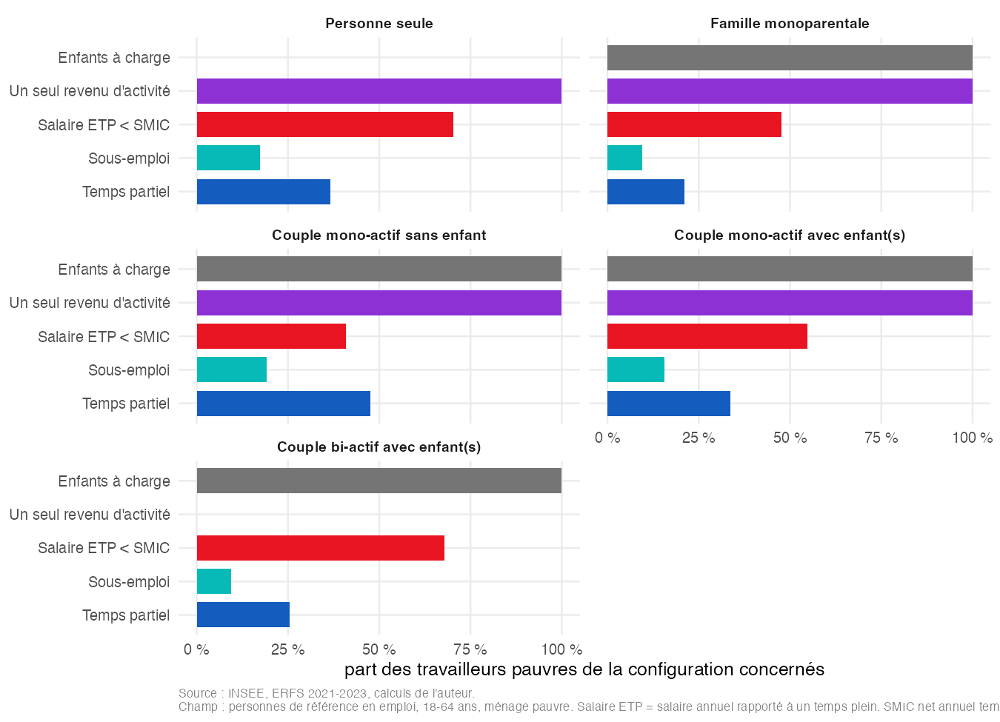 Personne seule
Famille monoparentale
Enfants à charge
Un seul revenu d'activité
Salaire ETP < SMIC
Sous-emploi
Temps partiel
Couple mono-actif sans enfant
Couple mono-actif avec enfant(s)
Enfants à charge
Un seul revenu d'activité
Salaire ETP < SMIC
Sous-emploi
Temps partiel
0 % 25 % 50 % 75 % 100 %
Couple bi-actif avec enfant(s)
Enfants à charge
Un seul revenu d'activité
Salaire ETP < SMIC
Sous-emploi
Temps partiel
0 % 25 % 50 % 75 % 100 %
part des travailleurs pauvres de la configuration concernés
Source : INSEE, ERFS 2021-2023, calculs de l'auteur.
Champ : personnes de référence en emploi, 18-64 ans, ménage pauvre. Salaire ETP = salaire annuel rapporté à un temps plein. SMIC net annuel tem